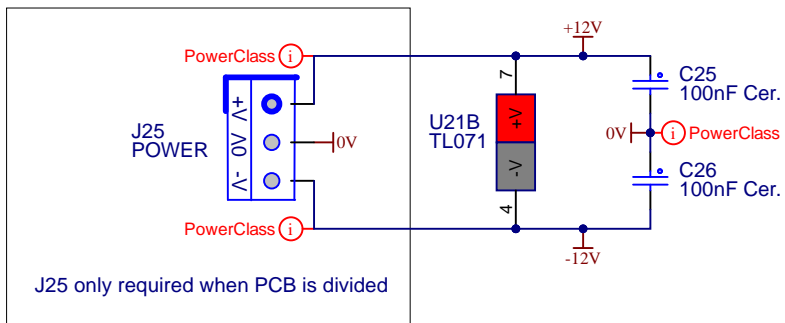 +12V
PowerClass i
7
C25
100nF Cer.
J25
POWER
+V
0V
-V
0V
U21B
TL071
+V
-V
0V
i PowerClass
C26
100nF Cer.
4
PowerClass i
-12V
J25 only required when PCB is divided